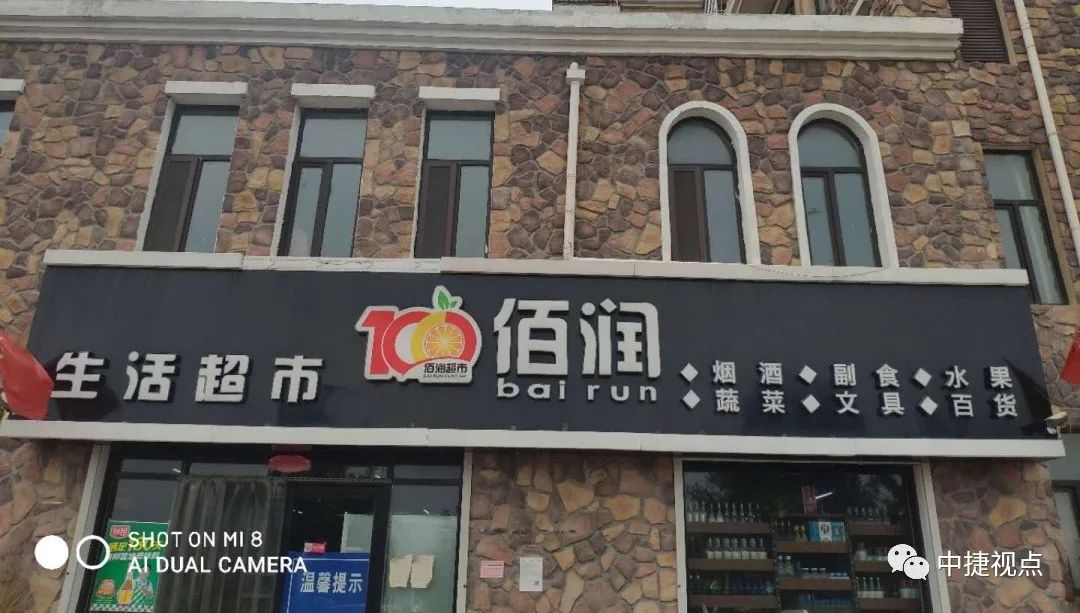 生活超市
100
佰润超市
佰润
bai run
◆烟酒◆副食◆水果
◆蔬菜◆文具◆百货
温馨提示
SHOT ON MI 8
AI DUAL CAMERA
中捷视点